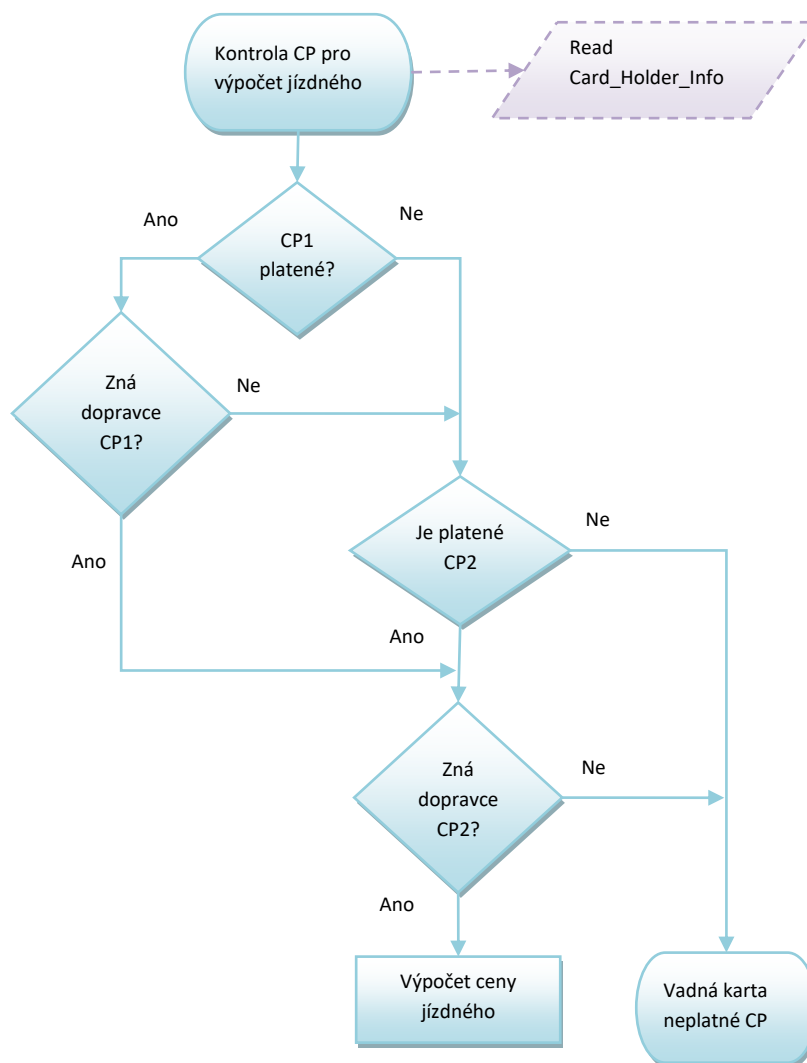 Kontrola CP pro
výpočet jízdného
Read
Card_Holder_Info
Ano
Ne
CP1
platené?
Zná
dopravce
CP1?
Ne
Ano
Je platené
CP2
Ne
Ano
Zná
dopravce
CP2?
Ne
Ano
Výpočet ceny
jízdného
Vadná karta
neplatné CP